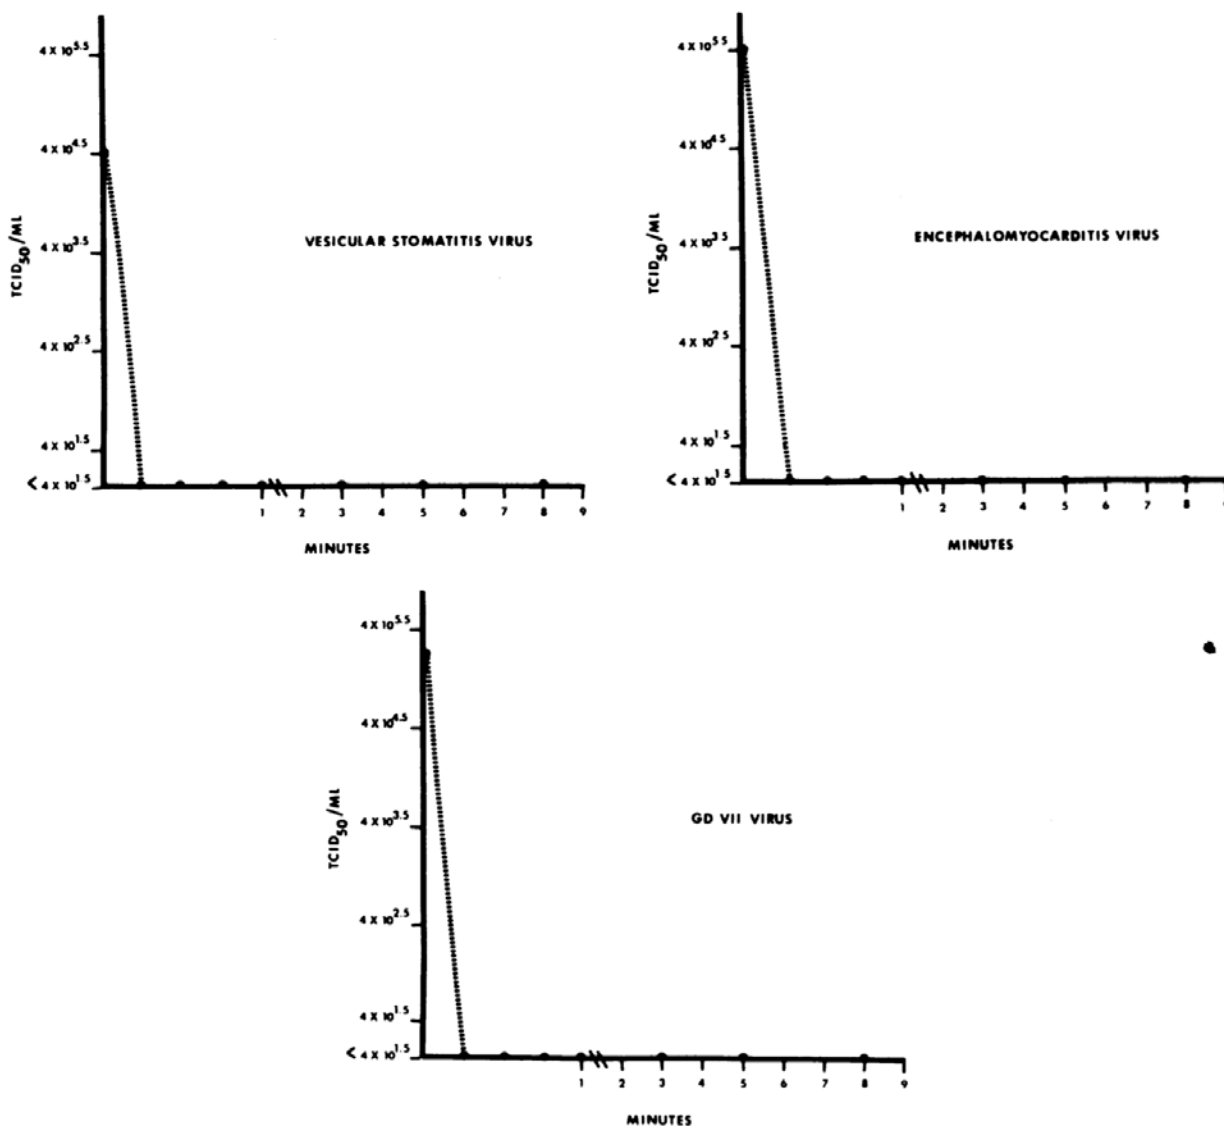 4 X 10^5.5
4 X 10^4.5
4 X 10^3.5
4 X 10^2.5
4 X 10^1.5
< 4 X 10^1.5
TCID50/ML
VESICULAR STOMATITIS VIRUS
1 2 3 4 5 6 7 8 9
MINUTES
4 X 10^5 5
4 X 10^4 5
4 X 10^3 5
4 X 10^2 5
4 X 10^1 5
< 4 X 10^1 5
TCID50/ML
ENCEPHALOMYOCARDITIS VIRUS
1 2 3 4 5 6 7 8 9
MINUTES
4 X 10^5.5
4 X 10^4.5
4 X 10^3.5
4 X 10^2.5
4 X 10^1.5
< 4 X 10^1.5
TCID50/ML
GD VII VIRUS
1 2 3 4 5 6 7 8 9
MINUTES